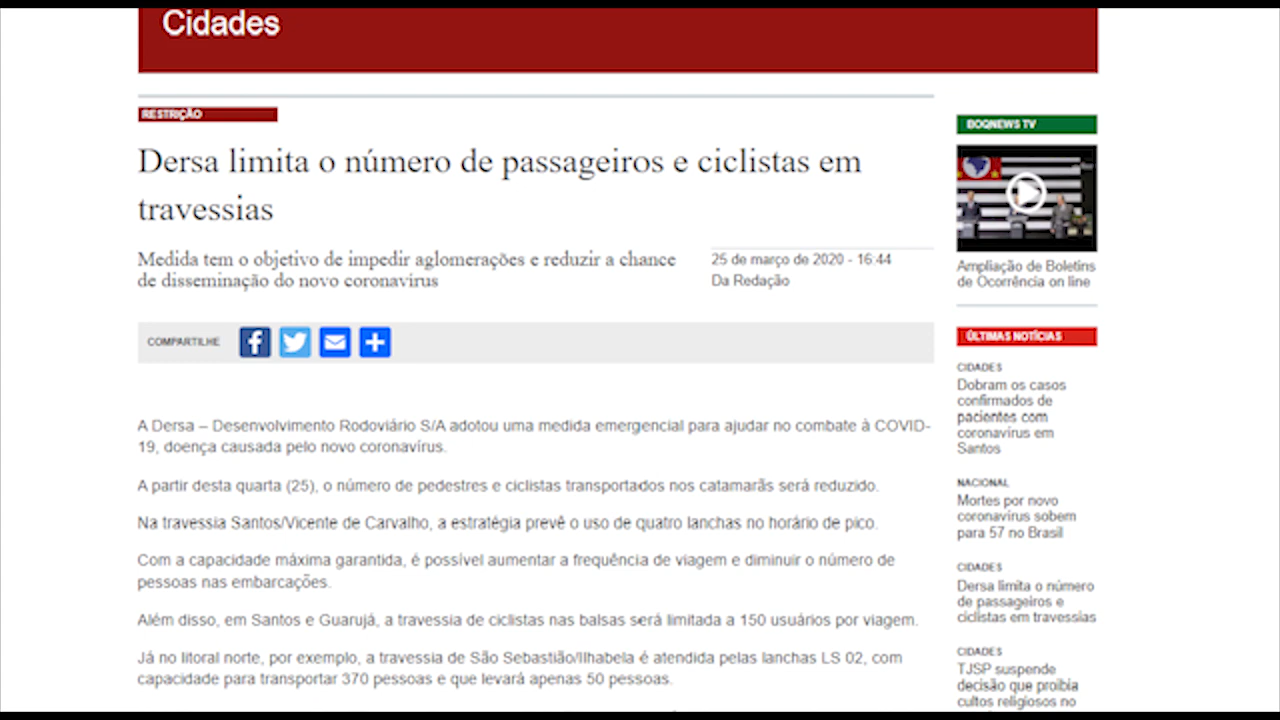 Cidades
RESTRIÇÃO
Dersa limita o número de passageiros e ciclistas em
travessias
Medida tem o objetivo de impedir aglomerações e reduzir a chance
de disseminação do novo coronavírus
25 de março de 2020 - 16:44
Da Redação
COMPARTILHE
A Dersa – Desenvolvimento Rodoviário S/A adotou uma medida emergencial para ajudar no combate à COVID-
19, doença causada pelo novo coronavírus.
A partir desta quarta (25), o número de pedestres e ciclistas transportados nos catamarãs será reduzido.
Na travessia Santos/Vicente de Carvalho, a estratégia prevê o uso de quatro lanchas no horário de pico.
Com a capacidade máxima garantida, é possível aumentar a frequência de viagem e diminuir o número de
pessoas nas embarcações.
Além disso, em Santos e Guarujá, a travessia de ciclistas nas balsas será limitada a 150 usuários por viagem.
Já no litoral norte, por exemplo, a travessia de São Sebastião/Ilhabela é atendida pelas lanchas LS 02, com
capacidade para transportar 370 pessoas e que levará apenas 50 pessoas.
BOQNEWS TV
Ampliação de Boletins
de Ocorrência on line
ÚLTIMAS NOTÍCIAS
CIDADES
Dobram os casos
confirmados de
pacientes com
coronavírus em
Santos
NACIONAL
Mortes por novo
coronavírus sobem
para 57 no Brasil
CIDADES
Dersa limita o número
de passageiros e
ciclistas em travessias
CIDADES
TJSP suspende
decisão que proibia
cultos religiosos no